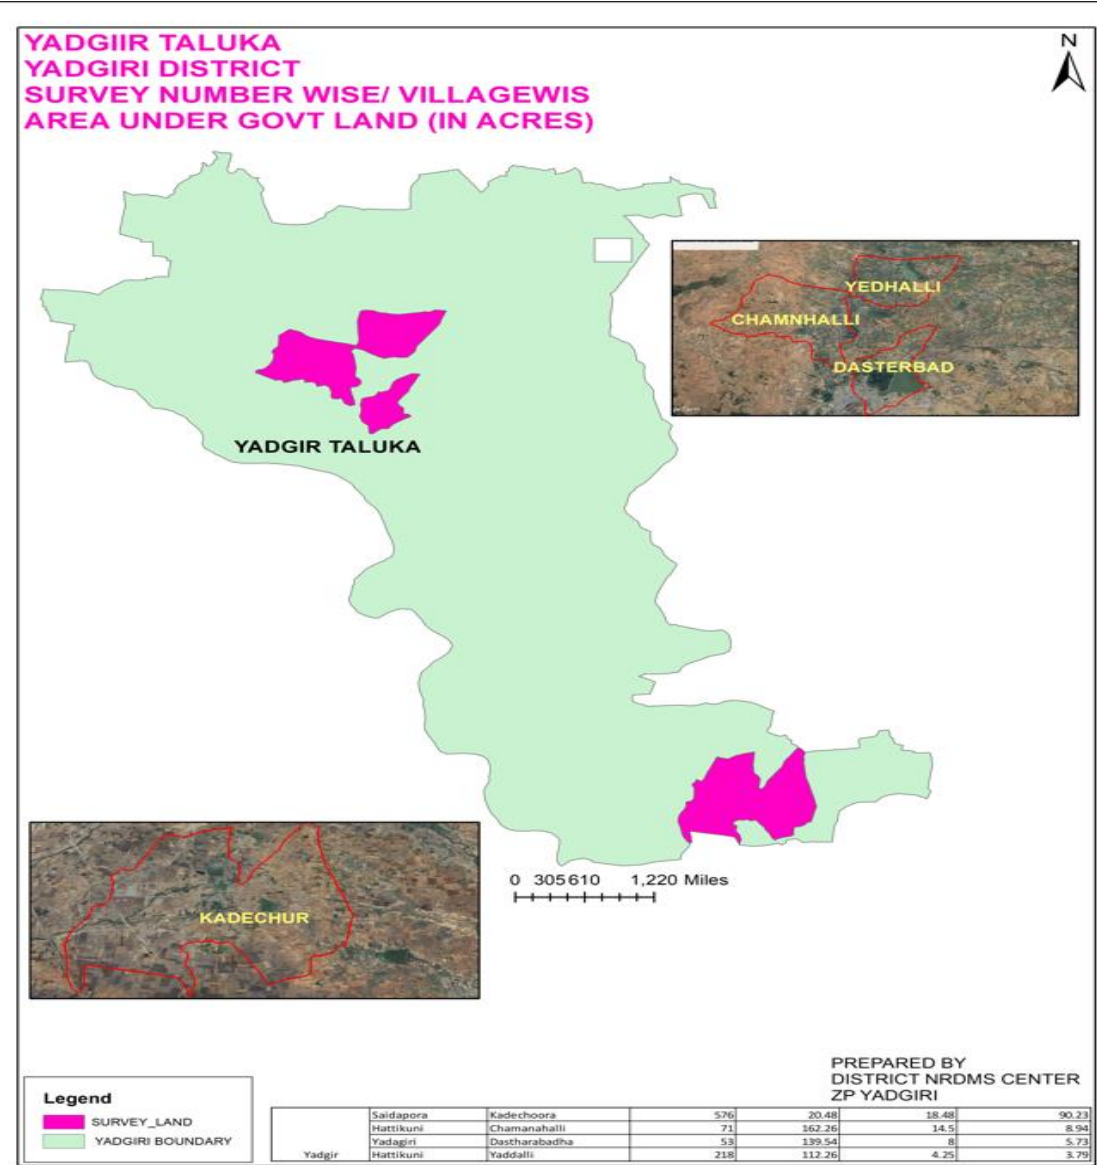 YADGIIR TALUKA
YADGIRI DISTRICT
SURVEY NUMBER WISE/ VILLAGEWIS
AREA UNDER GOVT LAND (IN ACRES)
N
YEDHALLI
CHAMNHALLI
DASTERBAD
YADGIR TALUKA
0 305 610 1,220 Miles
KADECHUR
PREPARED BY
DISTRICT NRDMS CENTER
ZP YADGIRI
Legend
SURVEY_LAND
YADGIRI BOUNDARY
Saidapora Kadechoora 576 20.48 18.48 90.23
Hattikuni Chamanahalli 71 162.26 14.5 8.94
Yadagiri Dastharabadha 53 139.54 8 5.73
Yadgir Hattikuni Yaddalli 218 112.26 4.25 3.79